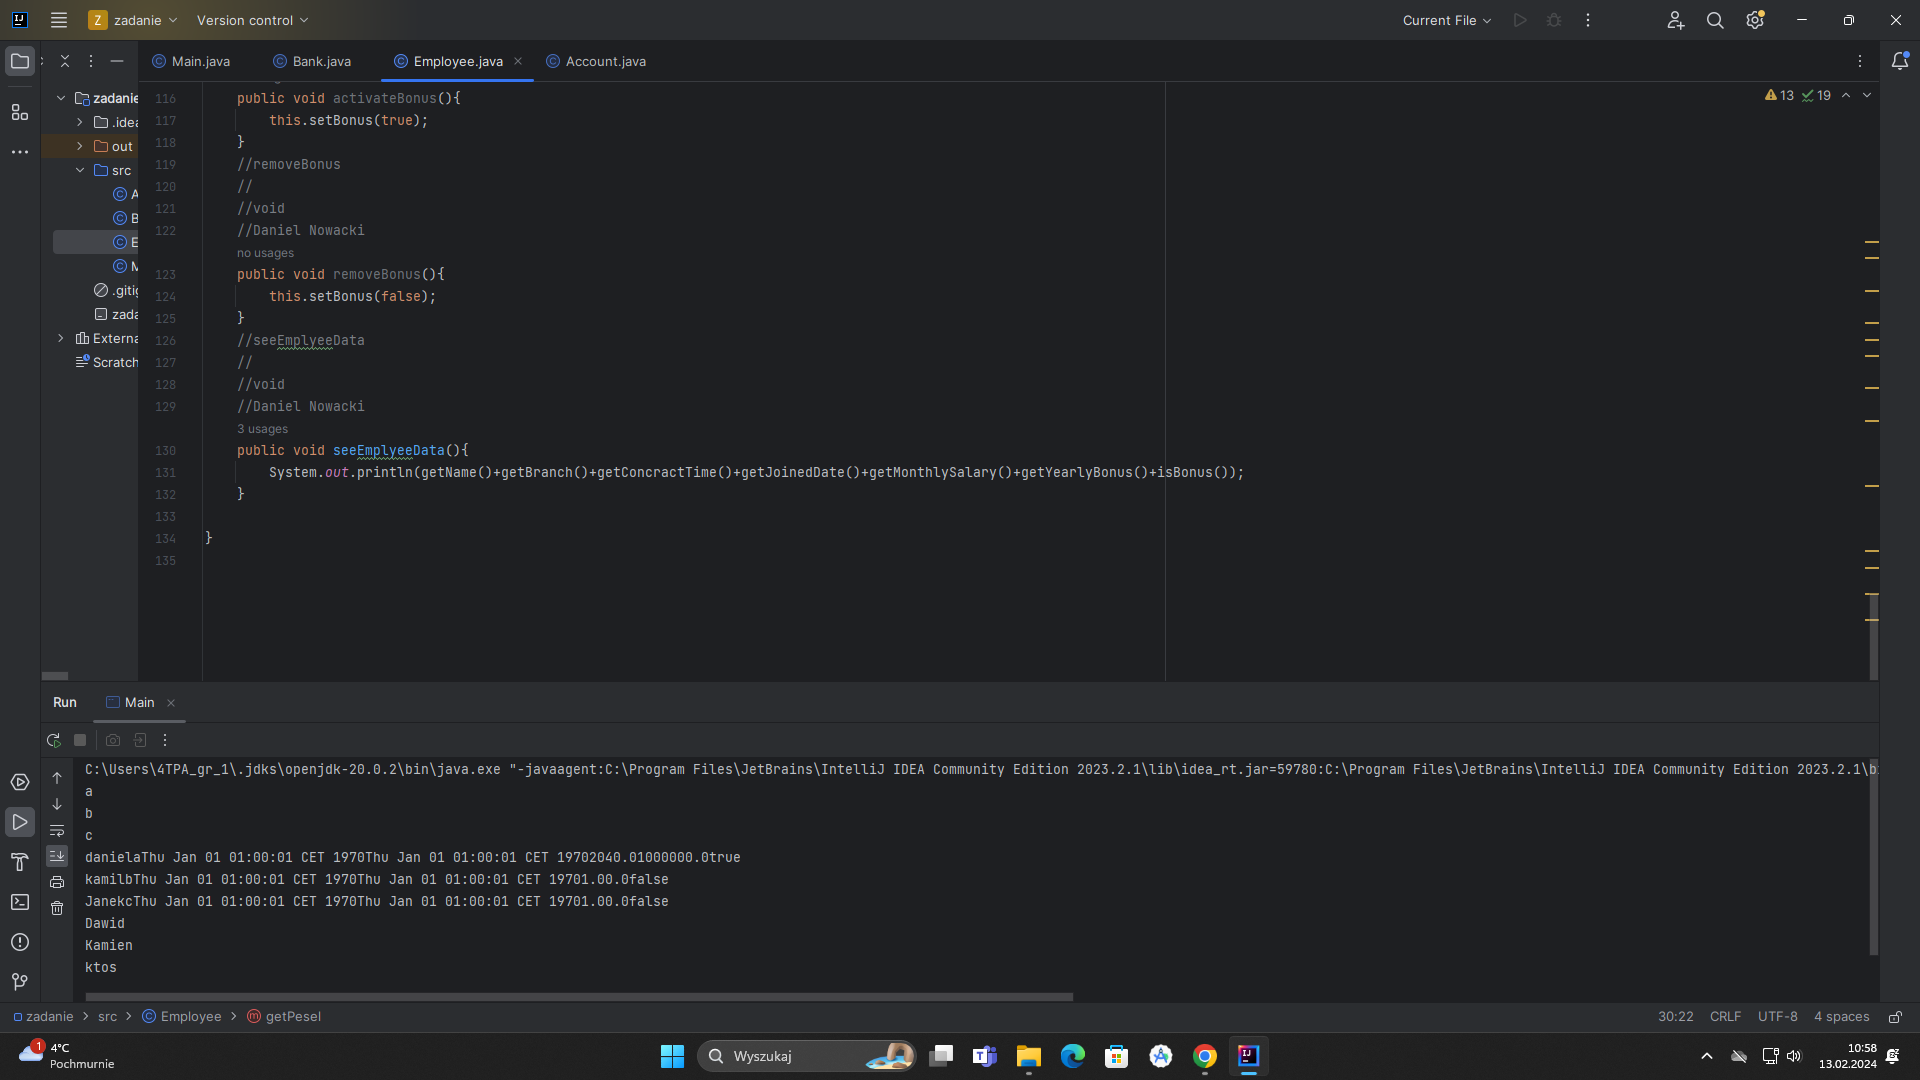 Z zadanie Version control Current File
Main.java Bank.java Employee.java Account.java
zadanie
.idea
out
src
A
B
E
M
.gitig
zada
Externa
Scratch
13 19
116 public void activateBonus(){
117 this.setBonus(true);
118 }
119 //removeBonus
120 //
121 //void
122 //Daniel Nowacki
no usages
123 public void removeBonus(){
124 this.setBonus(false);
125 }
126 //seeEmplyeeData
127 //
128 //void
129 //Daniel Nowacki
3 usages
130 public void seeEmplyeeData(){
131 System.out.println(getName()+getBranch()+getConcractTime()+getJoinedDate()+getMonthlySalary()+getYearlyBonus()+isBonus());
132 }
133
134 }
135
Run Main
C:\Users\4TPA_gr_1\.jdks\openjdk-20.0.2\bin\java.exe "-javaagent:C:\Program Files\JetBrains\IntelliJ IDEA Community Edition 2023.2.1\lib\idea_rt.jar=59780:C:\Program Files\JetBrains\IntelliJ IDEA Community Edition 2023.2.1\b
a
b
c
danielaThu Jan 01 01:00:01 CET 1970Thu Jan 01 01:00:01 CET 19702040.01000000.0true
kamilbThu Jan 01 01:00:01 CET 1970Thu Jan 01 01:00:01 CET 19701.00.0false
JanekcThu Jan 01 01:00:01 CET 1970Thu Jan 01 01:00:01 CET 19701.00.0false
Dawid
Kamien
ktos
zadanie > src > Employee > getPesel 30:22 CRLF UTF-8 4 spaces
1 4°C
Pochmurnie
Wyszukaj
10:58
13.02.2024